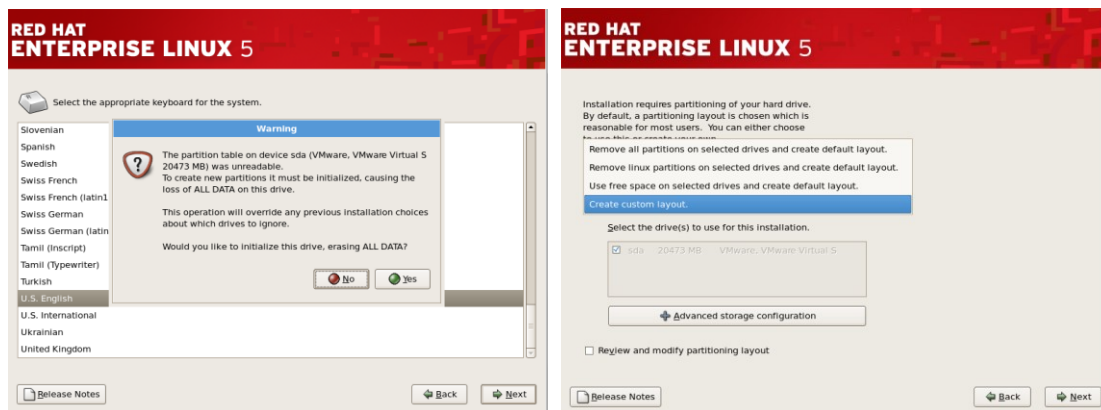 RED HAT
ENTERPRISE LINUX 5
Select the appropriate keyboard for the system.
Slovenian
Spanish
Swedish
Swiss French
Swiss French (latin1
Swiss German
Swiss German (latin
Tamil (Inscript)
Tamil (Typewriter)
Turkish
U.S. English
U.S. International
Ukrainian
United Kingdom
Warning
The partition table on device sda (VMware, VMware Virtual S
20473 MB) was unreadable.
To create new partitions it must be initialized, causing the
loss of ALL DATA on this drive.
This operation will override any previous installation choices
about which drives to ignore.
Would you like to initialize this drive, erasing ALL DATA?
No Yes
Release Notes Back Next
RED HAT
ENTERPRISE LINUX 5
Installation requires partitioning of your hard drive.
By default, a partitioning layout is chosen which is
reasonable for most users. You can either choose
to use this or create your own.
Remove all partitions on selected drives and create default layout.
Remove linux partitions on selected drives and create default layout.
Use free space on selected drives and create default layout.
Create custom layout.
Select the drive(s) to use for this installation.
sda 20473 MB VMware, VMware Virtual S
Advanced storage configuration
Review and modify partitioning layout
Release Notes Back Next